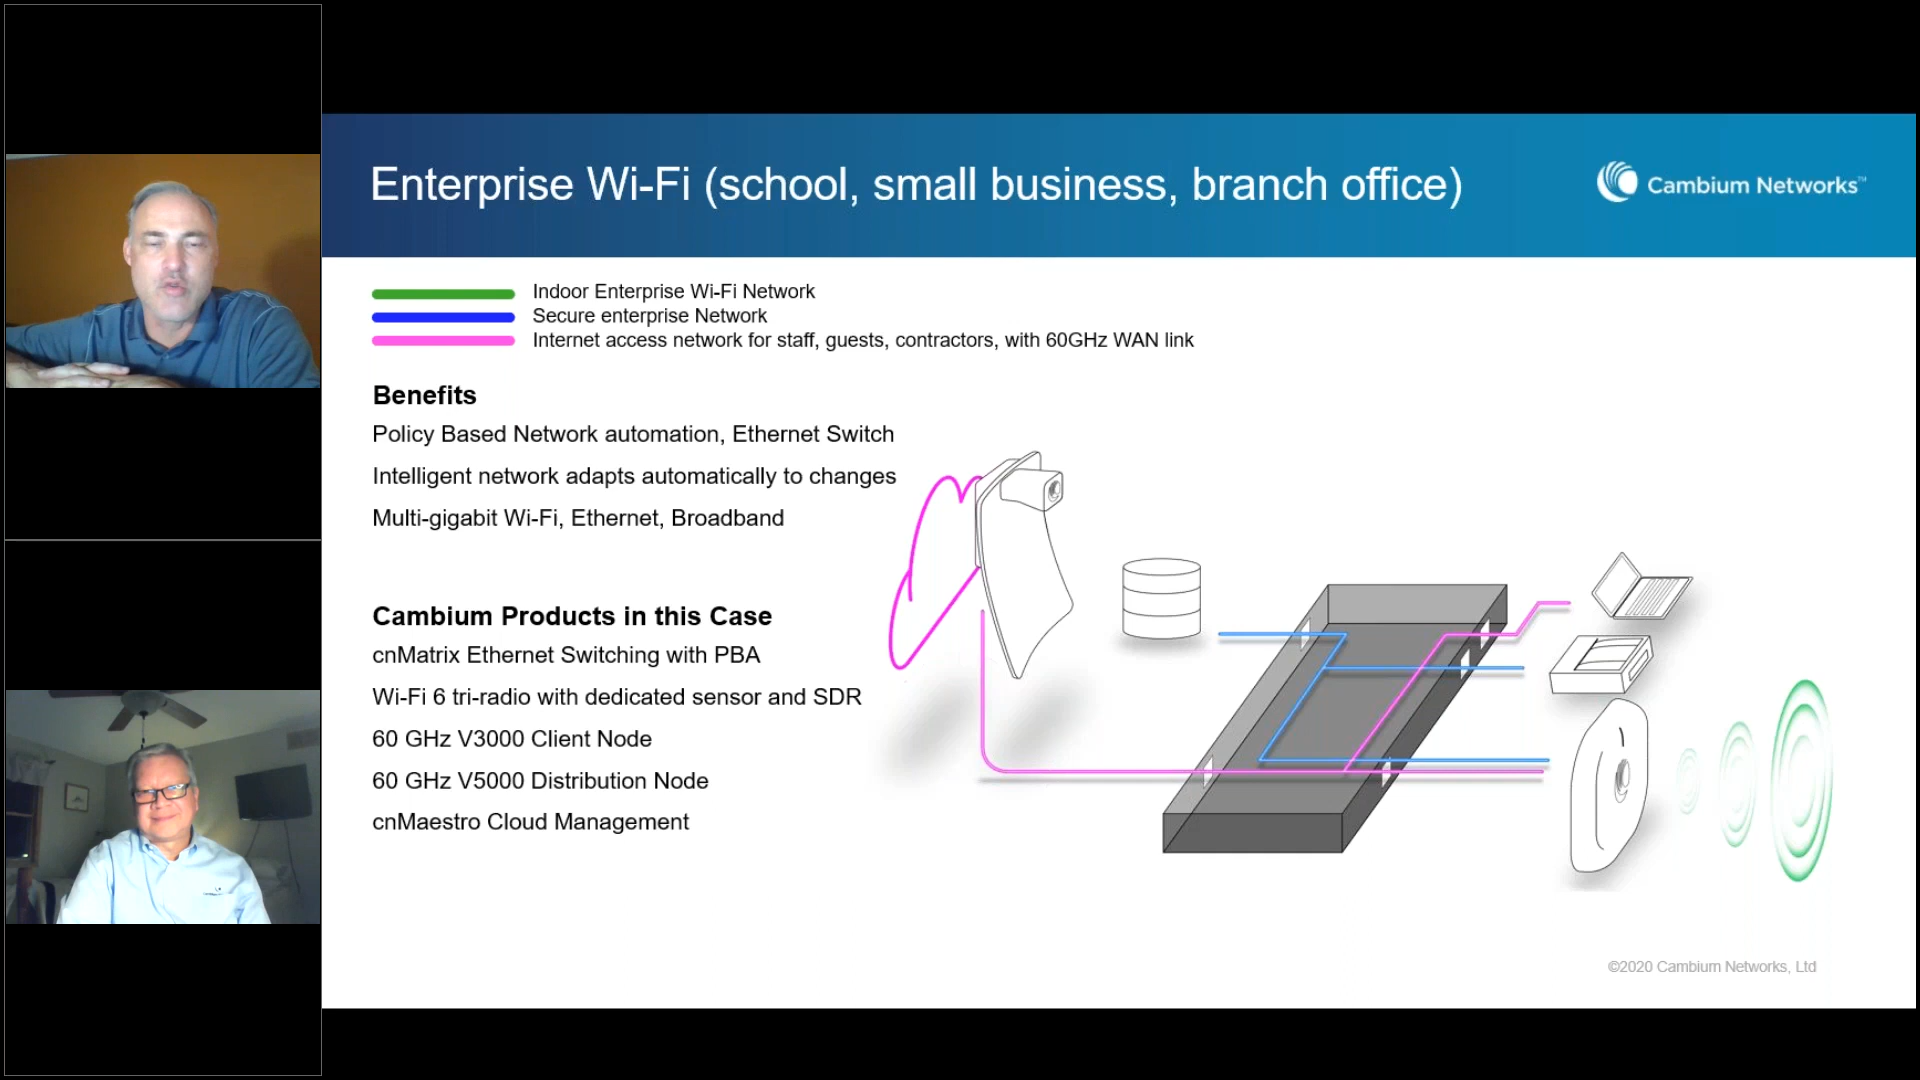 Enterprise Wi-Fi (school, small business, branch office)
Cambium Networks™
Indoor Enterprise Wi-Fi Network
Secure enterprise Network
Internet access network for staff, guests, contractors, with 60GHz WAN link
Benefits
Policy Based Network automation, Ethernet Switch
Intelligent network adapts automatically to changes
Multi-gigabit Wi-Fi, Ethernet, Broadband
Cambium Products in this Case
cnMatrix Ethernet Switching with PBA
Wi-Fi 6 tri-radio with dedicated sensor and SDR
60 GHz V3000 Client Node
60 GHz V5000 Distribution Node
cnMaestro Cloud Management
©2020 Cambium Networks, Ltd